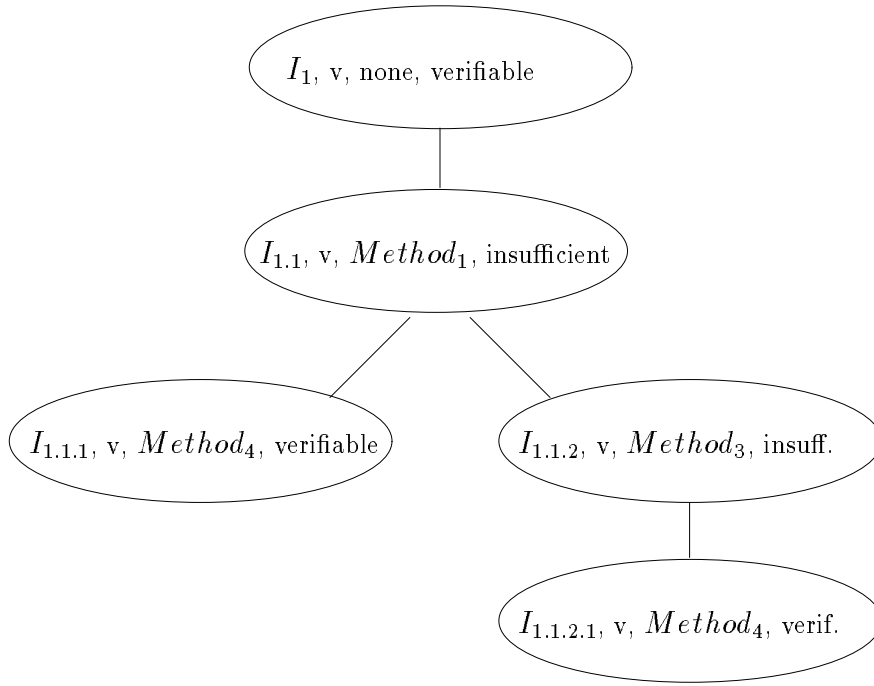 I₁, v, none, verifiable
I₁.₁, v, Method₁, insufficient
I₁.₁.₁, v, Method₄, verifiable
I₁.₁.₂, v, Method₃, insuff.
I₁.₁.₂.₁, v, Method₄, verif.